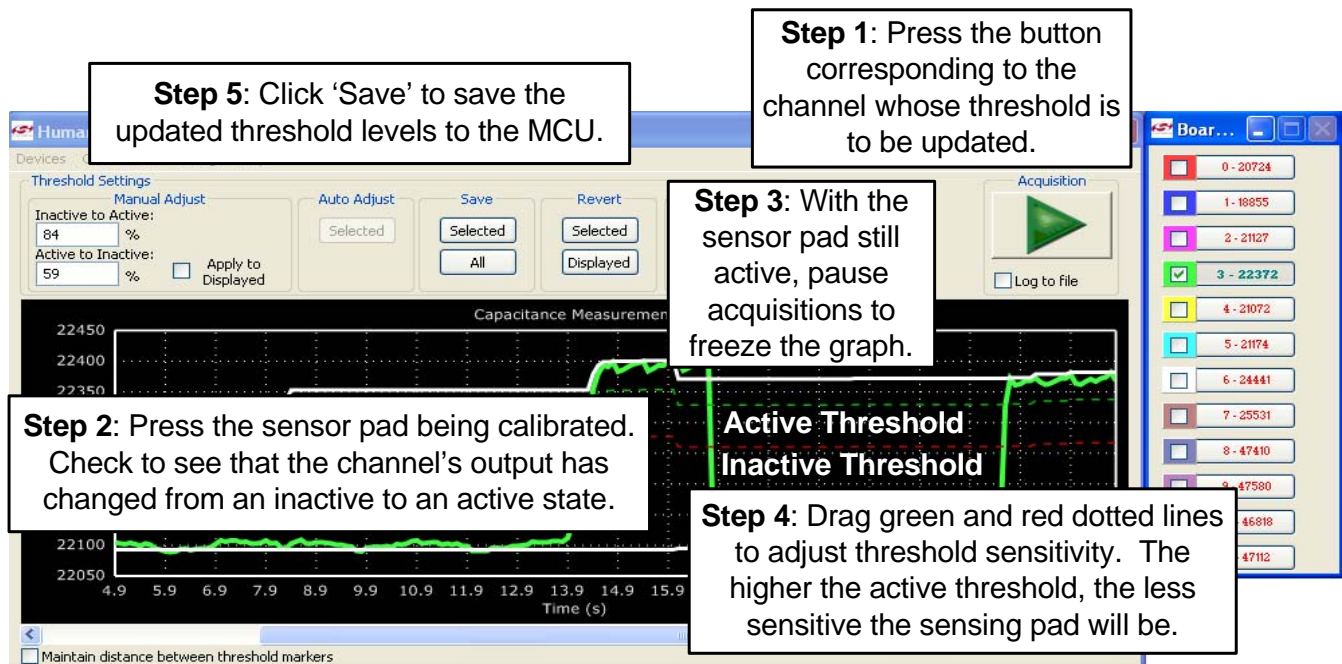 Step 1: Press the button
corresponding to the
channel whose threshold is
to be updated.
Step 5: Click ‘Save’ to save the
updated threshold levels to the MCU.
Huma
Boar...
Devices
Threshold Settings
Manual Adjust
Inactive to Active:
84 %
Active to Inactive:
59 %
Apply to
Displayed
Auto Adjust
Selected
Save
Selected
All
Revert
Selected
Displayed
Step 3: With the
sensor pad still
active, pause
acquisitions to
freeze the graph.
Acquisition
Log to file
0 - 20724
1 - 18855
2 - 21127
3 - 22372
4 - 21072
5 - 21174
6 - 24441
7 - 25531
8 - 47410
9 - 47580
46818
47112
Capacitance Measuremen
22450
22400
22350
Step 2: Press the sensor pad being calibrated.
Check to see that the channel’s output has
changed from an inactive to an active state.
Active Threshold
Inactive Threshold
Step 4: Drag green and red dotted lines
to adjust threshold sensitivity. The
higher the active threshold, the less
sensitive the sensing pad will be.
22100
22050
4.9 5.9 6.9 7.9 8.9 9.9 10.9 11.9 12.9 13.9 14.9 15.9
Time (s)
Maintain distance between threshold markers